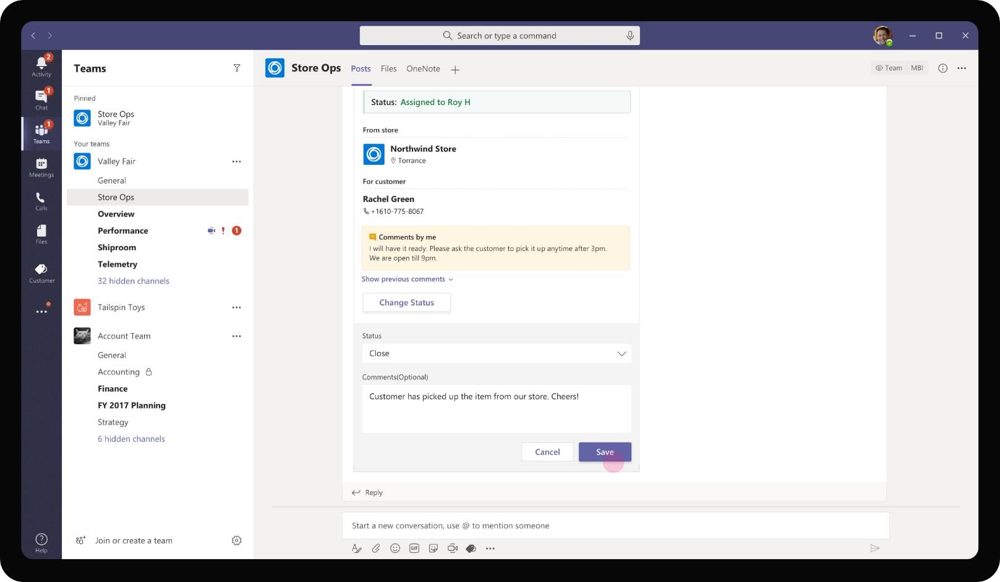 Search or type a command
2
Activity
1
Chat
1
Teams
Meetings
Calls
Files
Customer
Help
Teams
Pinned
Store Ops
Valley Fair
Your teams
Valley Fair
General
Store Ops
Overview
Performance ! 1
Shiproom
Telemetry
32 hidden channels
Tailspin Toys
Account Team
General
Accounting
Finance
FY 2017 Planning
Strategy
6 hidden channels
Join or create a team
Store Ops Posts Files OneNote
Team MBI
Status: Assigned to Roy H
From store
Northwind Store
Torrance
For customer
Rachel Green
+1610-775-8067
Comments by me
I will have it ready. Please ask the customer to pick it up anytime after 3pm.
We are open till 9pm.
Show previous comments
Change Status
Status
Close
Comments(Optional)
Customer has picked up the item from our store. Cheers!
Cancel Save
Reply
Start a new conversation, use @ to mention someone
GIF